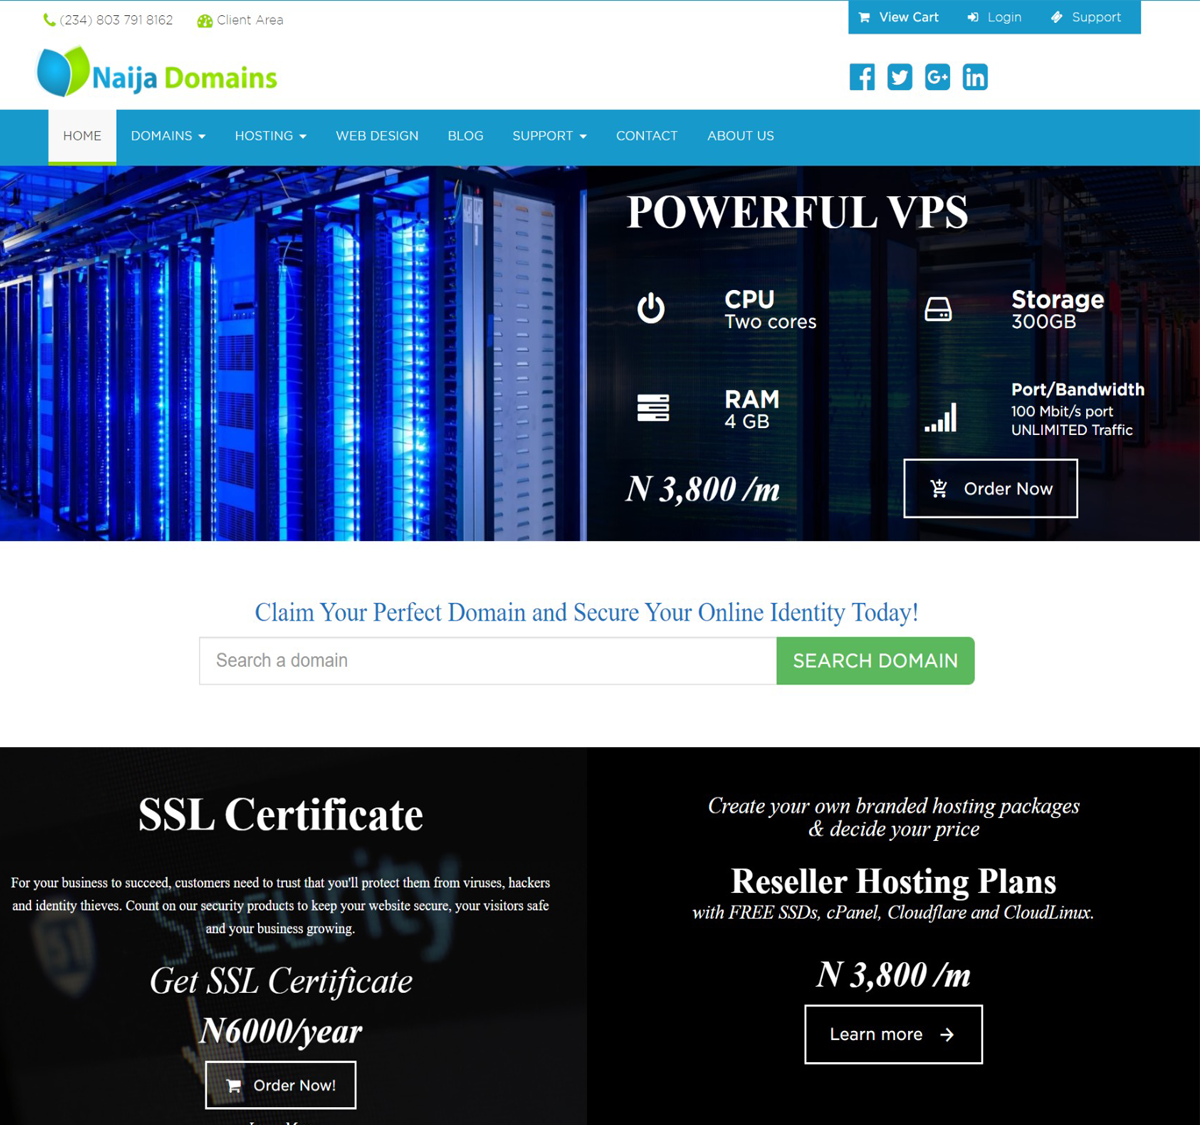 (234) 803 791 8162
Client Area
View Cart
Login
Support
Naija Domains
HOME
DOMAINS
HOSTING
WEB DESIGN
BLOG
SUPPORT
CONTACT
ABOUT US
POWERFUL VPS
CPU
Two cores
Storage
300GB
RAM
4 GB
Port/Bandwidth
100 Mbit/s port
UNLIMITED Traffic
N 3,800 /m
Order Now
Claim Your Perfect Domain and Secure Your Online Identity Today!
Search a domain
SEARCH DOMAIN
SSL Certificate
For your business to succeed, customers need to trust that you'll protect them from viruses, hackers
and identity thieves. Count on our security products to keep your website secure, your visitors safe
and your business growing.
Security
Get SSL Certificate
N6000/year
Order Now!
Create your own branded hosting packages
& decide your price
Reseller Hosting Plans
with FREE SSDs, cPanel, Cloudflare and CloudLinux.
N 3,800 /m
Learn more